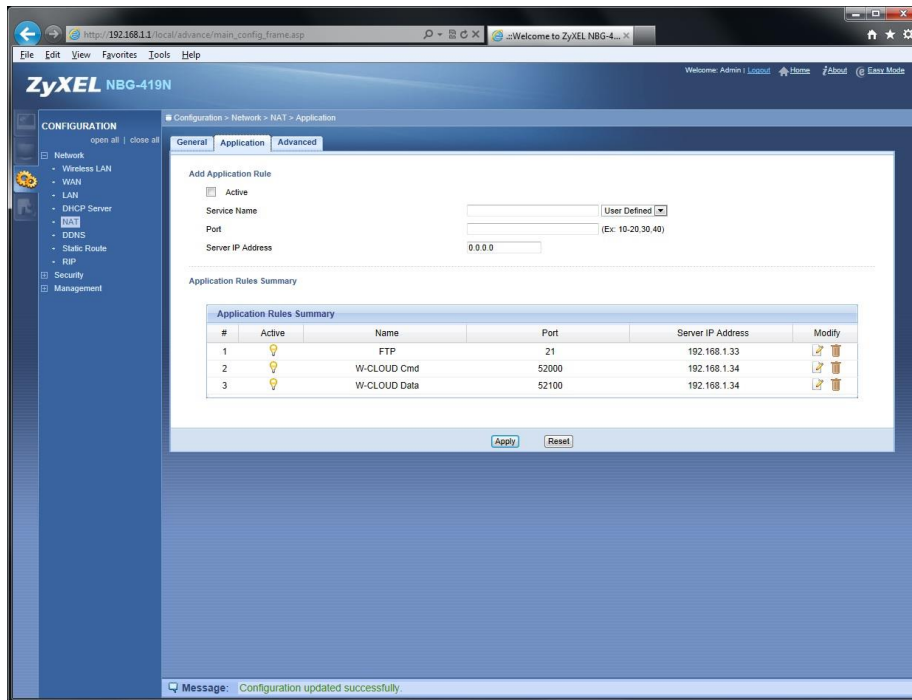 http://192.168.1.1/local/advance/main_config_frame.asp
.::Welcome to ZyXEL NBG-4...
File Edit View Favorites Tools Help
ZyXEL NBG-419N
Welcome: Admin | Logout Home About Easy Mode
CONFIGURATION
open all | close all
Network
Wireless LAN
WAN
LAN
DHCP Server
NAT
DDNS
Static Route
RIP
Security
Management
Configuration > Network > NAT > Application
General Application Advanced
Add Application Rule
Active
Service Name User Defined
Port (Ex: 10-20,30,40)
Server IP Address 0.0.0.0
Application Rules Summary
Application Rules Summary
# Active Name Port Server IP Address Modify
1 FTP 21 192.168.1.33
2 W-CLOUD Cmd 52000 192.168.1.34
3 W-CLOUD Data 52100 192.168.1.34
Apply Reset
Message: Configuration updated successfully.